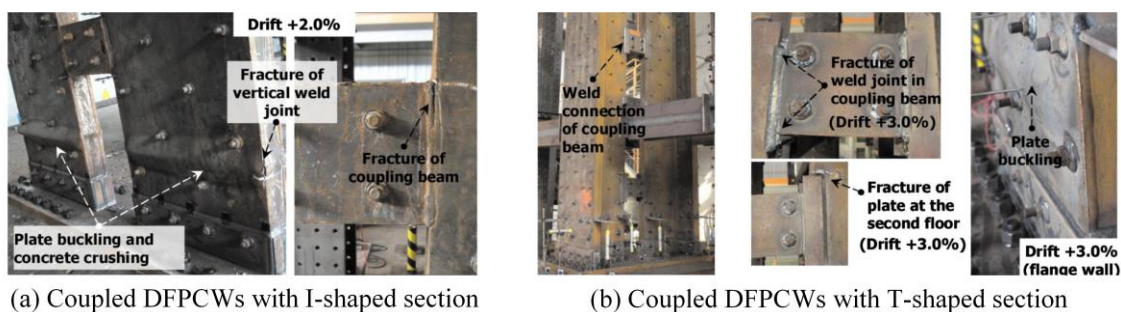 Drift +2.0%
Fracture of
vertical weld
joint
Fracture of
coupling beam
Plate buckling and
concrete crushing
(a) Coupled DFPCWs with I-shaped section
Weld
connection
of coupling
beam
Fracture of
weld joint in
coupling beam
(Drift +3.0%)
Fracture of
plate at the
second floor
(Drift +3.0%)
Plate
buckling
Drift +3.0%
(flange wall)
(b) Coupled DFPCWs with T-shaped section